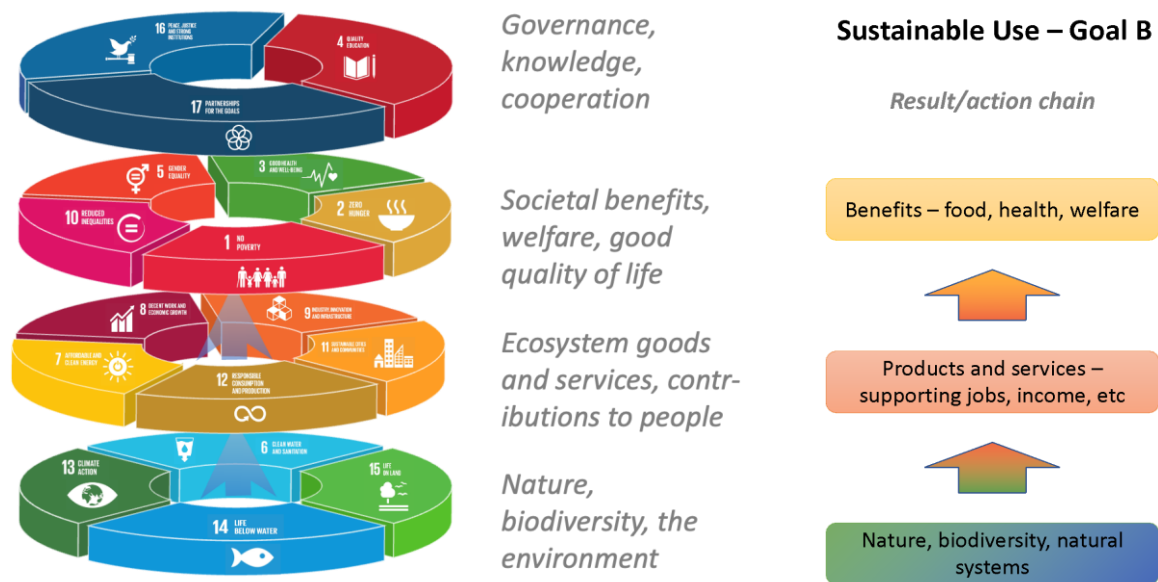 16 PEACE, JUSTICE
AND STRONG
INSTITUTIONS
4 QUALITY
EDUCATION
17 PARTNERSHIPS
FOR THE GOALS
Governance,
knowledge,
cooperation
5 GENDER
EQUALITY
3 GOOD HEALTH
AND WELL-BEING
10 REDUCED
INEQUALITIES
2 ZERO
HUNGER
1 NO
POVERTY
Societal benefits,
welfare, good
quality of life
8 DECENT WORK AND
ECONOMIC GROWTH
9 INDUSTRY, INNOVATION
AND INFRASTRUCTURE
7 AFFORDABLE AND
CLEAN ENERGY
11 SUSTAINABLE CITIES
AND COMMUNITIES
12 RESPONSIBLE
CONSUMPTION
AND PRODUCTION
Ecosystem goods
and services, contr-
ibutions to people
6 CLEAN WATER
AND SANITATION
13 CLIMATE
ACTION
15 LIFE
ON LAND
14 LIFE
BELOW WATER
Nature,
biodiversity, the
environment
Sustainable Use – Goal B
Result/action chain
Benefits – food, health, welfare
Products and services –
supporting jobs, income, etc
Nature, biodiversity, natural
systems